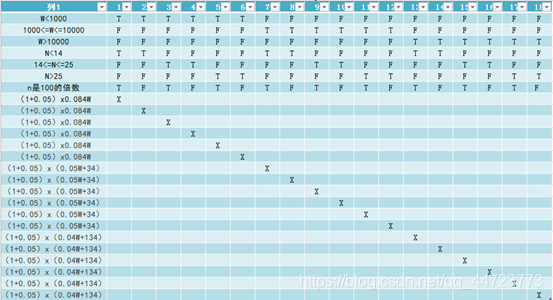 列1 1 2 3 4 5 6 7 8 9 10 11 12 13 14 15 16 17 18
W<1000 T T T T T T F F F F F F F F F F F F
1000<=W<=10000 F F F F F F T T T T T T F F F F F F
W>10000 F F F F F F F F F F F F T T T T T T
N<14 T T F F F F T T F F F F T T F F F F
14<=N<=25 F F T T F F F F T T F F F F T T F F
N>25 F F F F T T F F F F T T F F F F T T
n是100的倍数 T F T F T F T F T F T F T F T F T F
(1+0.05)x0.084W X
(1+0.05)x0.084W X
(1+0.05)x0.084W X
(1+0.05)x0.084W X
(1+0.05)x0.084W X
(1+0.05)x0.084W X
(1+0.05)x(0.05W+34) X
(1+0.05)x(0.05W+34) X
(1+0.05)x(0.05W+34) X
(1+0.05)x(0.05W+34) X
(1+0.05)x(0.05W+34) X
(1+0.05)x(0.05W+34) X
(1+0.05)x(0.04W+134) X
(1+0.05)x(0.04W+134) X
(1+0.05)x(0.04W+134) X
(1+0.05)x(0.04W+134) X
(1+0.05)x(0.04W+134) X
(1+0.05)x(0.04W+134) X